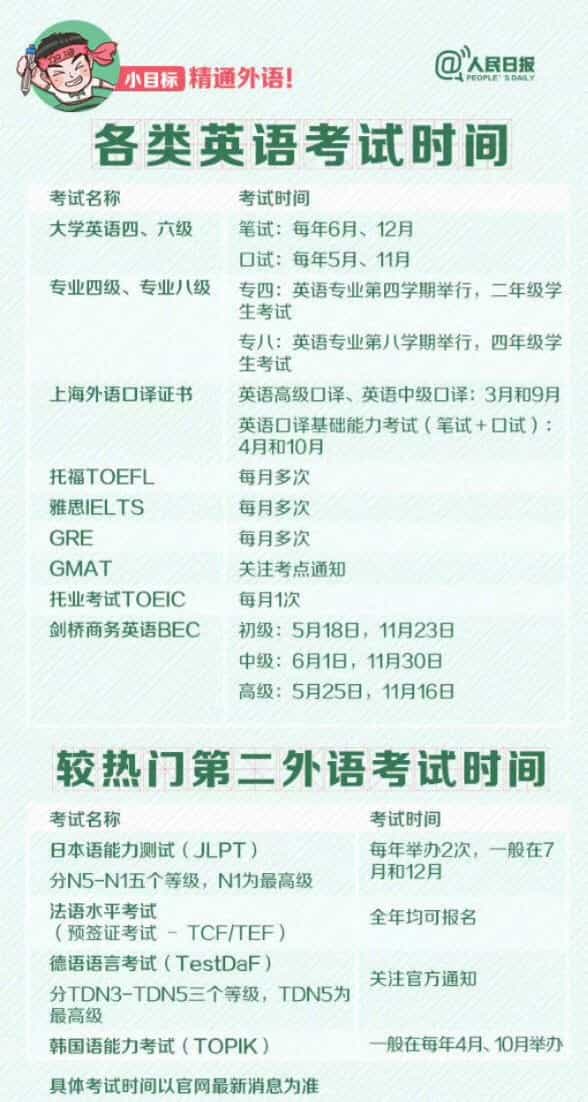 小目标 精通外语!
@人民日报
PEOPLE'S DAILY
各类英语考试时间
考试名称 考试时间
大学英语四、六级 笔试：每年6月、12月
口试：每年5月、11月
专业四级、专业八级 专四：英语专业第四学期举行，二年级学
生考试
专八：英语专业第八学期举行，四年级学
生考试
上海外语口译证书 英语高级口译、英语中级口译：3月和9月
英语口译基础能力考试（笔试＋口试）：
4月和10月
托福TOEFL 每月多次
雅思IELTS 每月多次
GRE 每月多次
GMAT 关注考点通知
托业考试TOEIC 每月1次
剑桥商务英语BEC 初级：5月18日，11月23日
中级：6月1日，11月30日
高级：5月25日，11月16日
较热门第二外语考试时间
考试名称 考试时间
日本语能力测试（JLPT） 每年举办2次，一般在7
月和12月
分N5-N1五个等级，N1为最高级
法语水平考试
（预签证考试 - TCF/TEF） 全年均可报名
德语语言考试（TestDaF） 关注官方通知
分TDN3-TDN5三个等级，TDN5为
最高级
韩国语能力考试（TOPIK） 一般在每年4月、10月举办
具体考试时间以官网最新消息为准